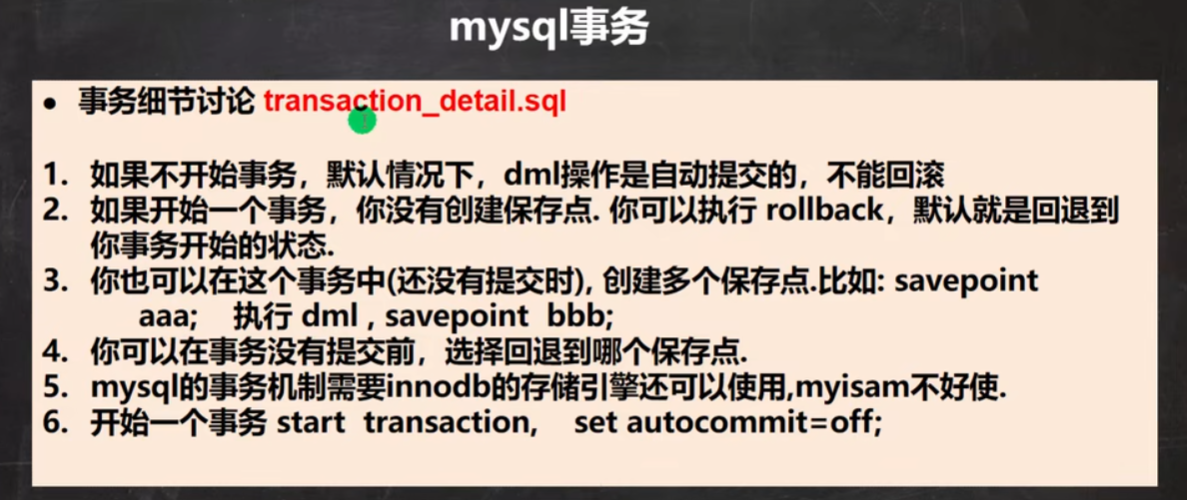 mysql事务
● 事务细节讨论 transaction_detail.sql
1. 如果不开始事务，默认情况下，dml操作是自动提交的，不能回滚
2. 如果开始一个事务，你没有创建保存点. 你可以执行 rollback，默认就是回退到
你事务开始的状态.
3. 你也可以在这个事务中(还没有提交时), 创建多个保存点.比如: savepoint
aaa; 执行 dml , savepoint bbb;
4. 你可以在事务没有提交前，选择回退到哪个保存点.
5. mysql的事务机制需要innodb的存储引擎还可以使用,myisam不好使.
6. 开始一个事务 start transaction, set autocommit=off;